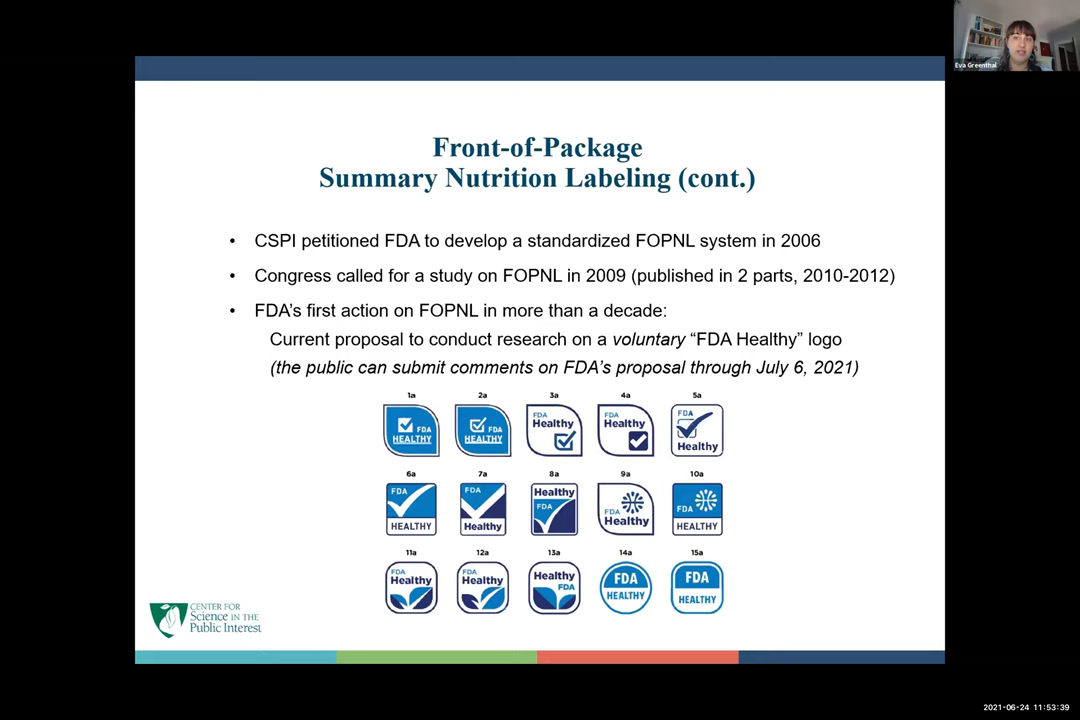 Eva Greenthal
Front-of-Package
Summary Nutrition Labeling (cont.)
• CSPI petitioned FDA to develop a standardized FOPNL system in 2006
• Congress called for a study on FOPNL in 2009 (published in 2 parts, 2010-2012)
• FDA’s first action on FOPNL in more than a decade:
Current proposal to conduct research on a voluntary “FDA Healthy” logo
(the public can submit comments on FDA’s proposal through July 6, 2021)
1a 2a 3a 4a 5a
FDA
HEALTHY
FDA
HEALTHY
FDA
Healthy
FDA
Healthy
FDA
Healthy
6a 7a 8a 9a 10a
FDA
HEALTHY
FDA
Healthy
Healthy
FDA
FDA
Healthy
FDA
HEALTHY
11a 12a 13a 14a 15a
FDA
Healthy
FDA
Healthy
Healthy
FDA
FDA
HEALTHY
FDA
HEALTHY
CENTER FOR
Science IN THE
Public Interest
2021-06-24 11:53:39